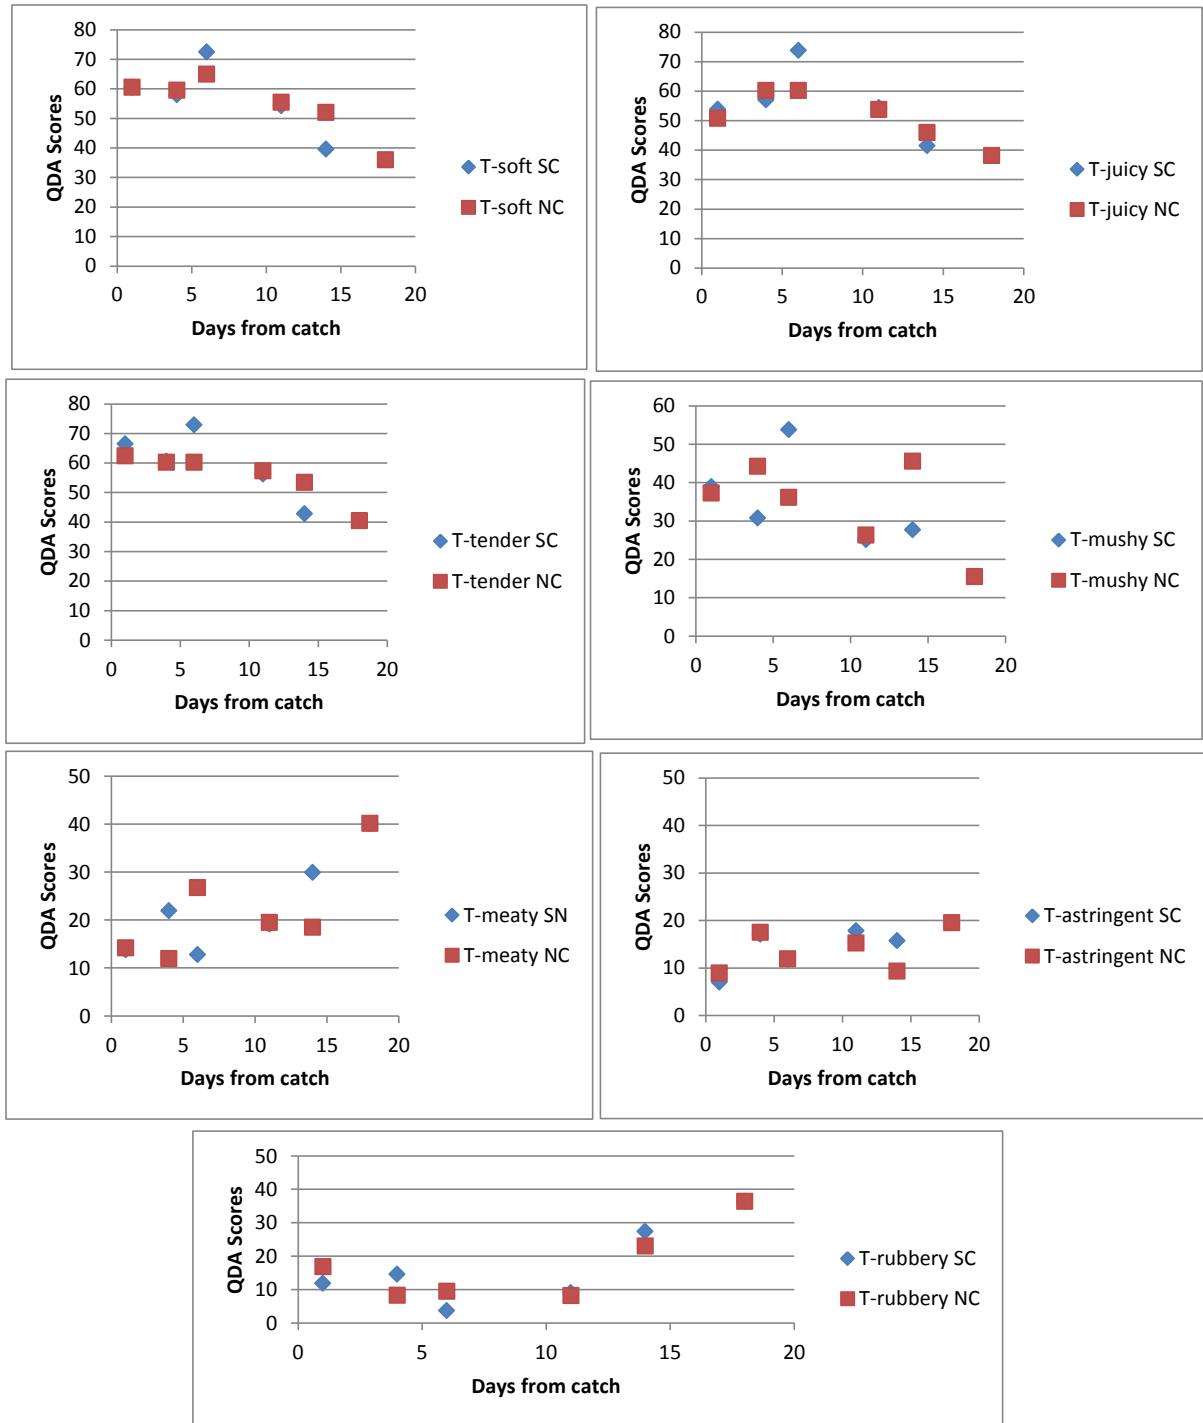 80
70
60
50
40
30
20
10
0
QDA Scores
0 5 10 15 20
Days from catch
T-soft SC
T-soft NC
80
70
60
50
40
30
20
10
0
QDA Scores
0 5 10 15 20
Days from catch
T-juicy SC
T-juicy NC
80
70
60
50
40
30
20
10
0
QDA Scores
0 5 10 15 20
Days from catch
T-tender SC
T-tender NC
60
50
40
30
20
10
0
QDA Scores
0 5 10 15 20
Days from catch
T-mushy SC
T-mushy NC
50
40
30
20
10
0
QDA Scores
0 5 10 15 20
Days from catch
T-meaty SN
T-meaty NC
50
40
30
20
10
0
QDA Scores
0 5 10 15 20
Days from catch
T-astringent SC
T-astringent NC
50
40
30
20
10
0
QDA Scores
0 5 10 15 20
Days from catch
T-rubbery SC
T-rubbery NC